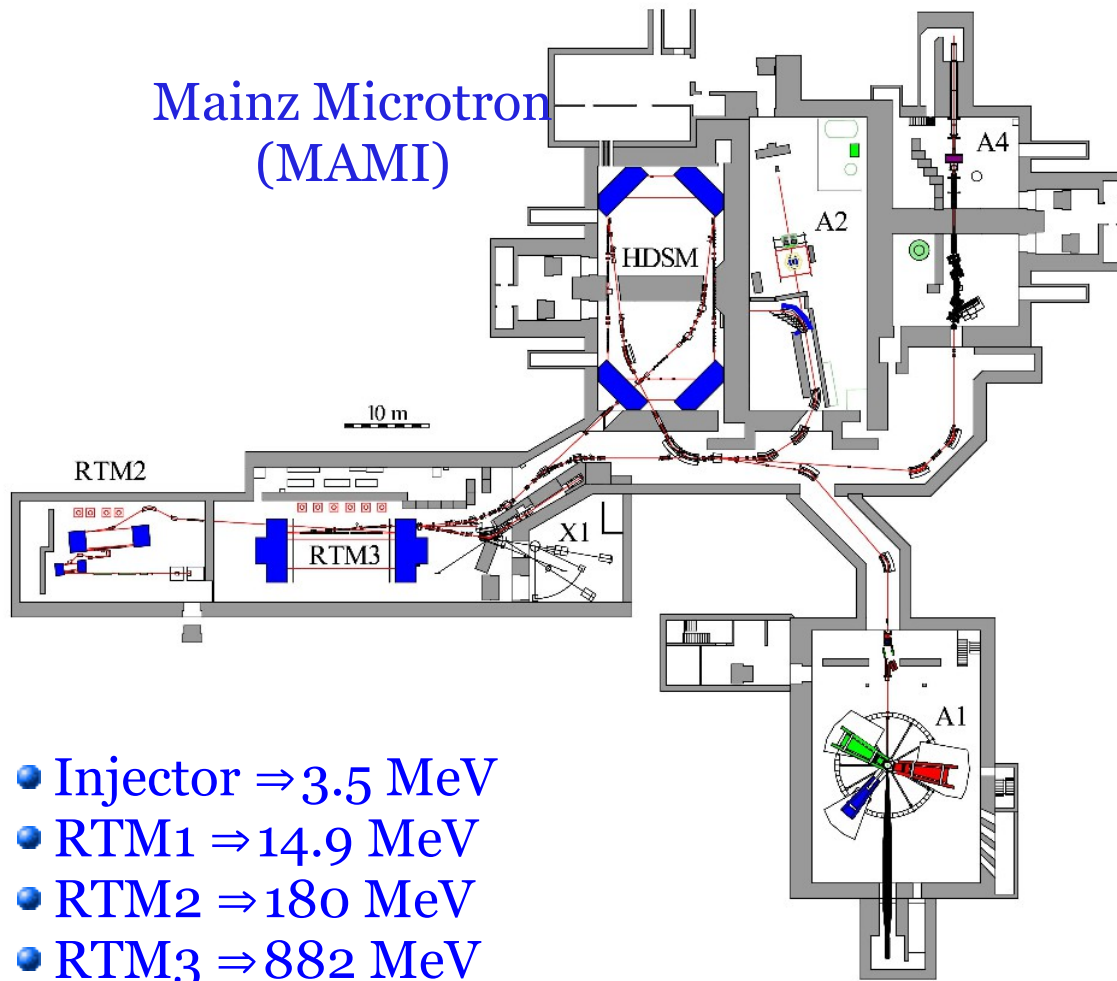 Mainz Microtron
(MAMI)
A4
A2
HDSM
10 m
RTM2
RTM3
X1
A1
Injector ⇒3.5 MeV
RTM1 ⇒14.9 MeV
RTM2 ⇒180 MeV
RTM3 ⇒882 MeV